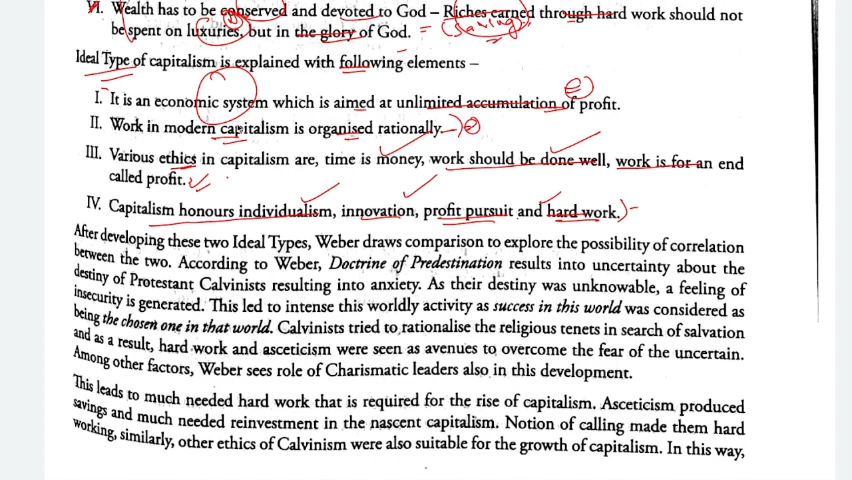 VI. Wealth has to be conserved and devoted to God – Riches earned through hard work should not
be spent on luxuries, but in the glory of God. = (Saving)
Ideal Type of capitalism is explained with following elements –
I. It is an economic system which is aimed at unlimited accumulation of profit.
II. Work in modern capitalism is organised rationally.
III. Various ethics in capitalism are, time is money, work should be done well, work is for an end
called profit.
IV. Capitalism honours individualism, innovation, profit pursuit and hard work.
After developing these two Ideal Types, Weber draws comparison to explore the possibility of correlation
between the two. According to Weber, Doctrine of Predestination results into uncertainty about the
destiny of Protestant Calvinists resulting into anxiety. As their destiny was unknowable, a feeling of
insecurity is generated. This led to intense this worldly activity as success in this world was considered as
being the chosen one in that world. Calvinists tried to rationalise the religious tenets in search of salvation
and as a result, hard work and asceticism were seen as avenues to overcome the fear of the uncertain.
Among other factors, Weber sees role of Charismatic leaders also in this development.
This leads to much needed hard work that is required for the rise of capitalism. Asceticism produced
savings and much needed reinvestment in the nascent capitalism. Notion of calling made them hard
working, similarly, other ethics of Calvinism were also suitable for the growth of capitalism. In this way,